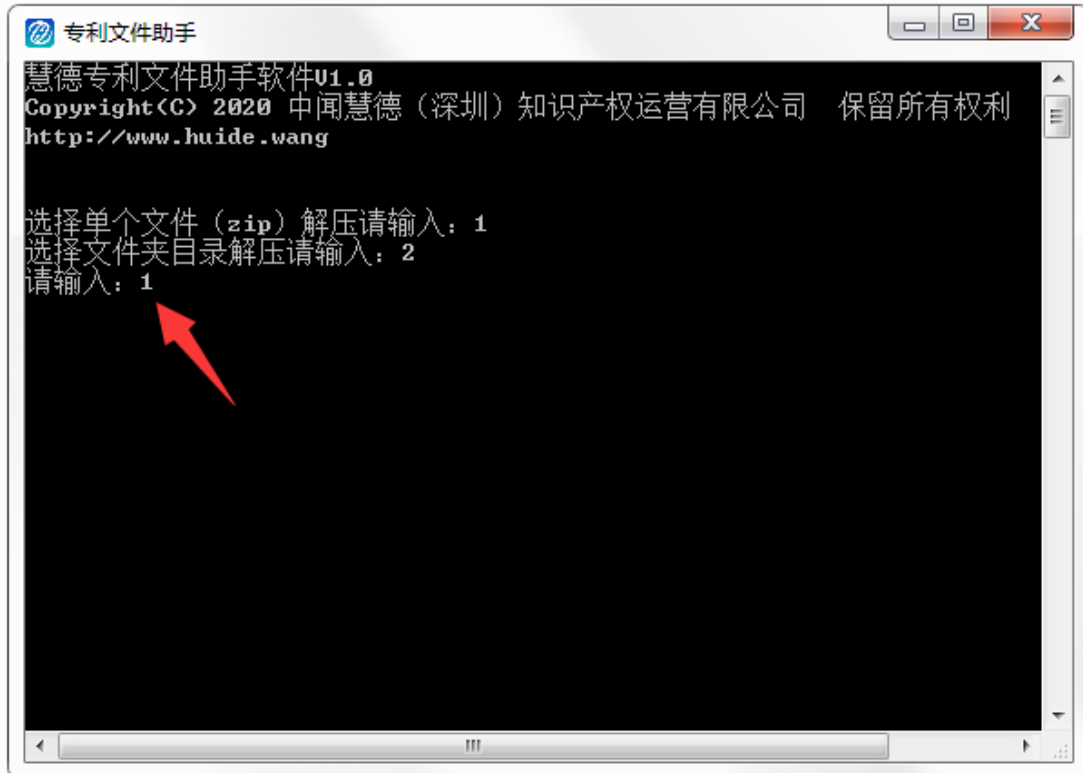 专利文件助手
慧德专利文件助手软件V1.0
Copyright(C) 2020 中闻慧德（深圳）知识产权运营有限公司  保留所有权利
http://www.huide.wang
选择单个文件（zip）解压请输入：1
选择文件夹目录解压请输入：2
请输入：1